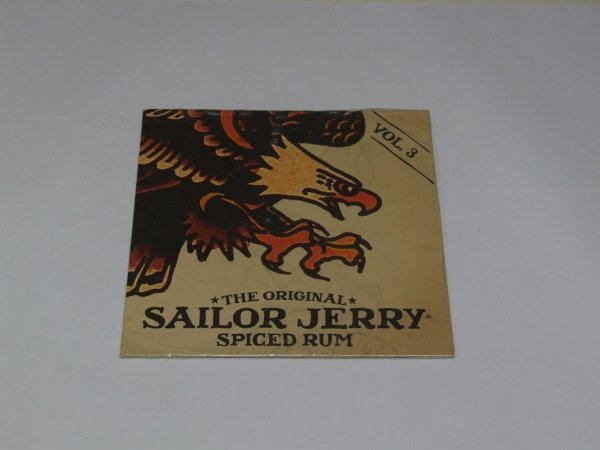 VOL. 3
★THE ORIGINAL★
SAILOR JERRY®
SPICED RUM